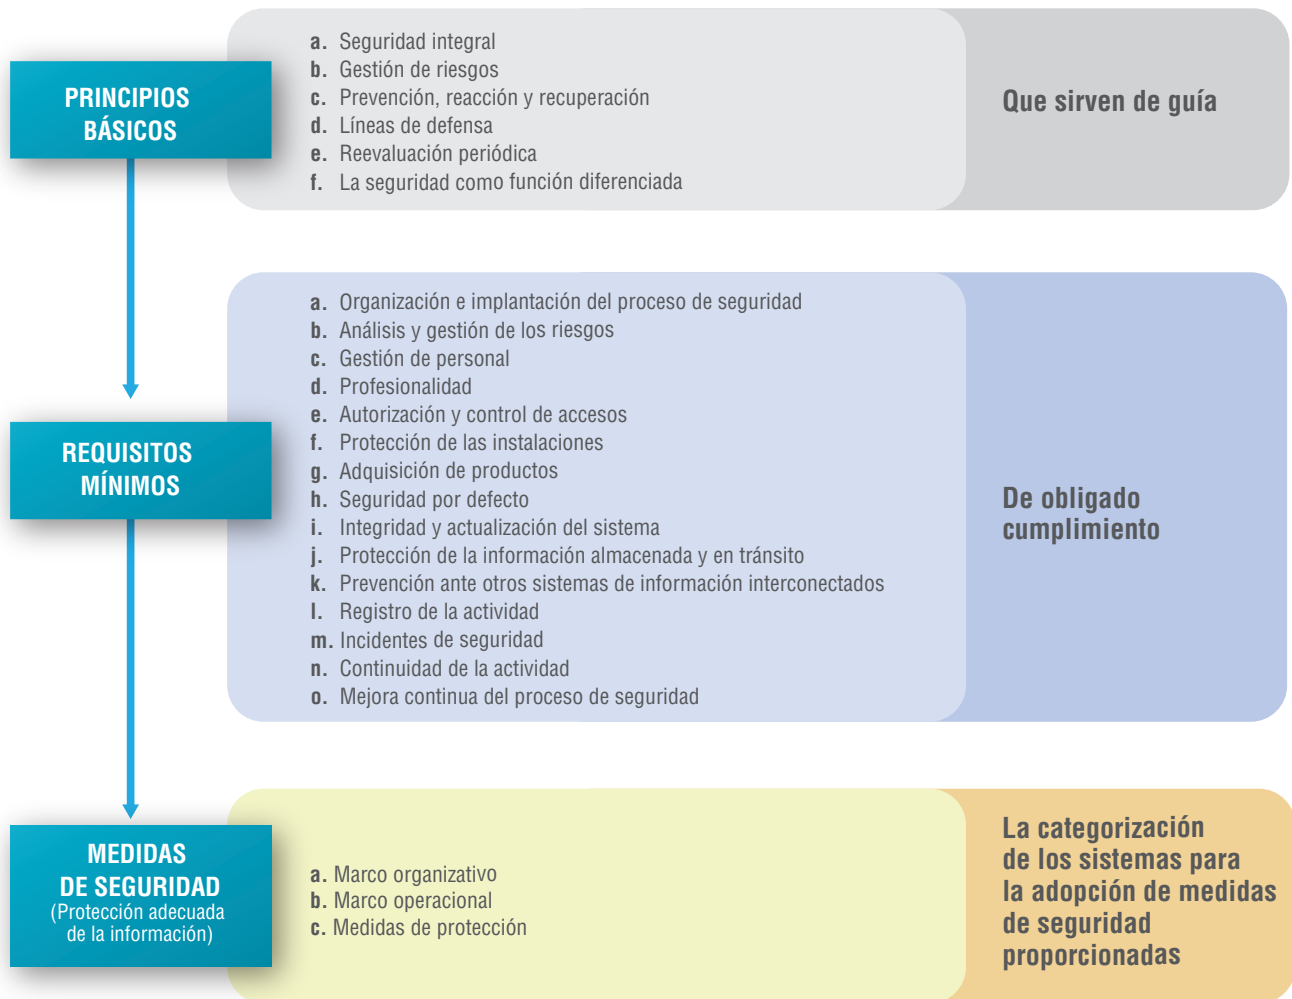 PRINCIPIOS
BÁSICOS
a. Seguridad integral
b. Gestión de riesgos
c. Prevención, reacción y recuperación
d. Líneas de defensa
e. Reevaluación periódica
f. La seguridad como función diferenciada
Que sirven de guía
REQUISITOS
MÍNIMOS
a. Organización e implantación del proceso de seguridad
b. Análisis y gestión de los riesgos
c. Gestión de personal
d. Profesionalidad
e. Autorización y control de accesos
f. Protección de las instalaciones
g. Adquisición de productos
h. Seguridad por defecto
i. Integridad y actualización del sistema
j. Protección de la información almacenada y en tránsito
k. Prevención ante otros sistemas de información interconectados
l. Registro de la actividad
m. Incidentes de seguridad
n. Continuidad de la actividad
o. Mejora continua del proceso de seguridad
De obligado
cumplimiento
MEDIDAS
DE SEGURIDAD
(Protección adecuada
de la información)
a. Marco organizativo
b. Marco operacional
c. Medidas de protección
La categorización
de los sistemas para
la adopción de medidas
de seguridad
proporcionadas